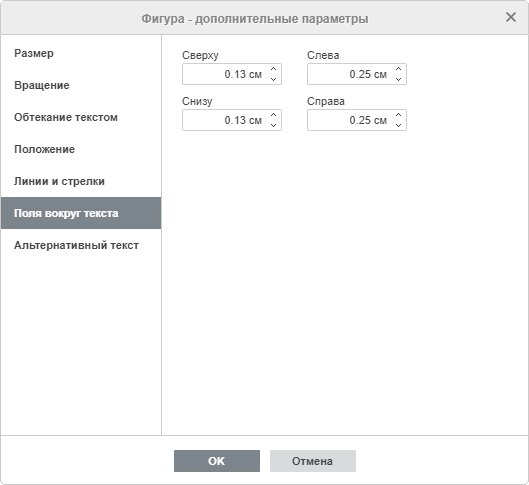 Фигура - дополнительные параметры
Размер
Вращение
Обтекание текстом
Положение
Линии и стрелки
Поля вокруг текста
Альтернативный текст
Сверху Слева
0.13 см 0.25 см
Снизу Справа
0.13 см 0.25 см
OK Отмена